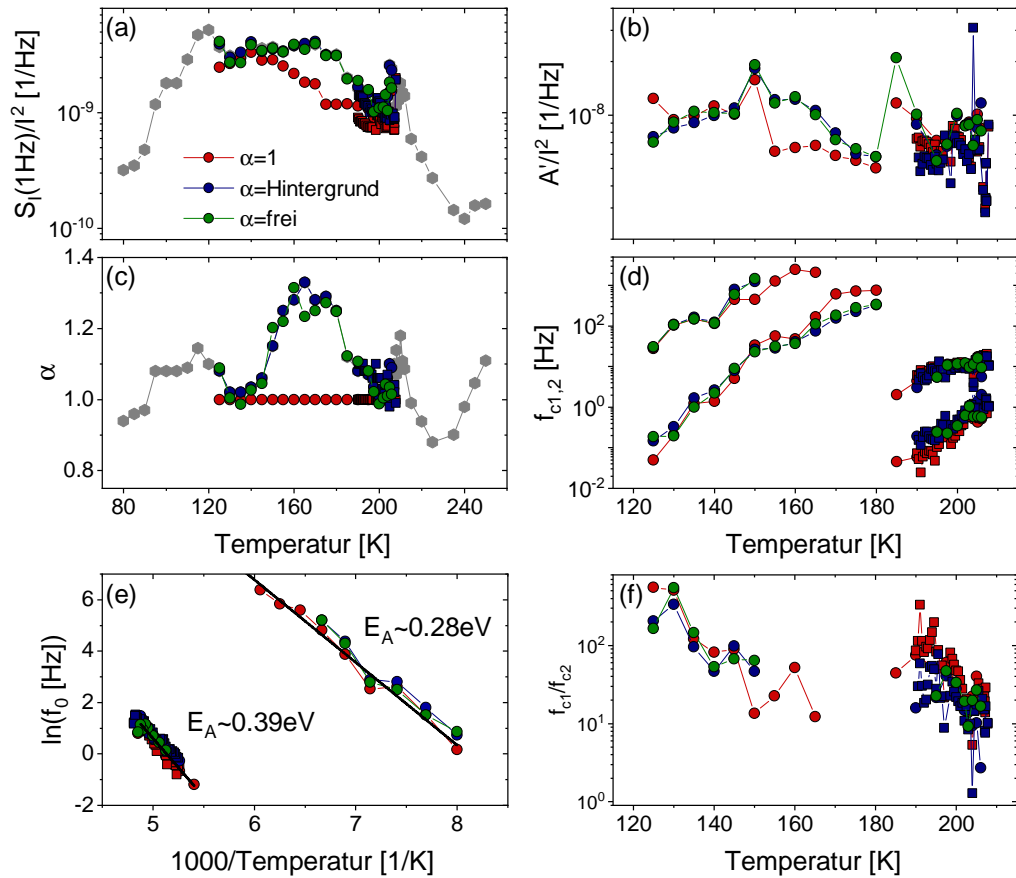 (a)
S_I(1Hz)/I² [1/Hz]
10⁻⁹
10⁻¹⁰
α=1
α=Hintergrund
α=frei
(b)
A'/I² [1/Hz]
10⁻⁸
(c)
α
1.4
1.2
1.0
0.8
80 120 160 200 240
Temperatur [K]
(d)
f_c1,2 [Hz]
10²
10⁰
10⁻²
120 140 160 180 200
Temperatur [K]
(e)
ln(f₀ [Hz])
6
4
2
0
-2
E_A~0.28eV
E_A~0.39eV
5 6 7 8
1000/Temperatur [1/K]
(f)
f_c1/f_c2
10²
10¹
10⁰
120 140 160 180 200
Temperatur [K]